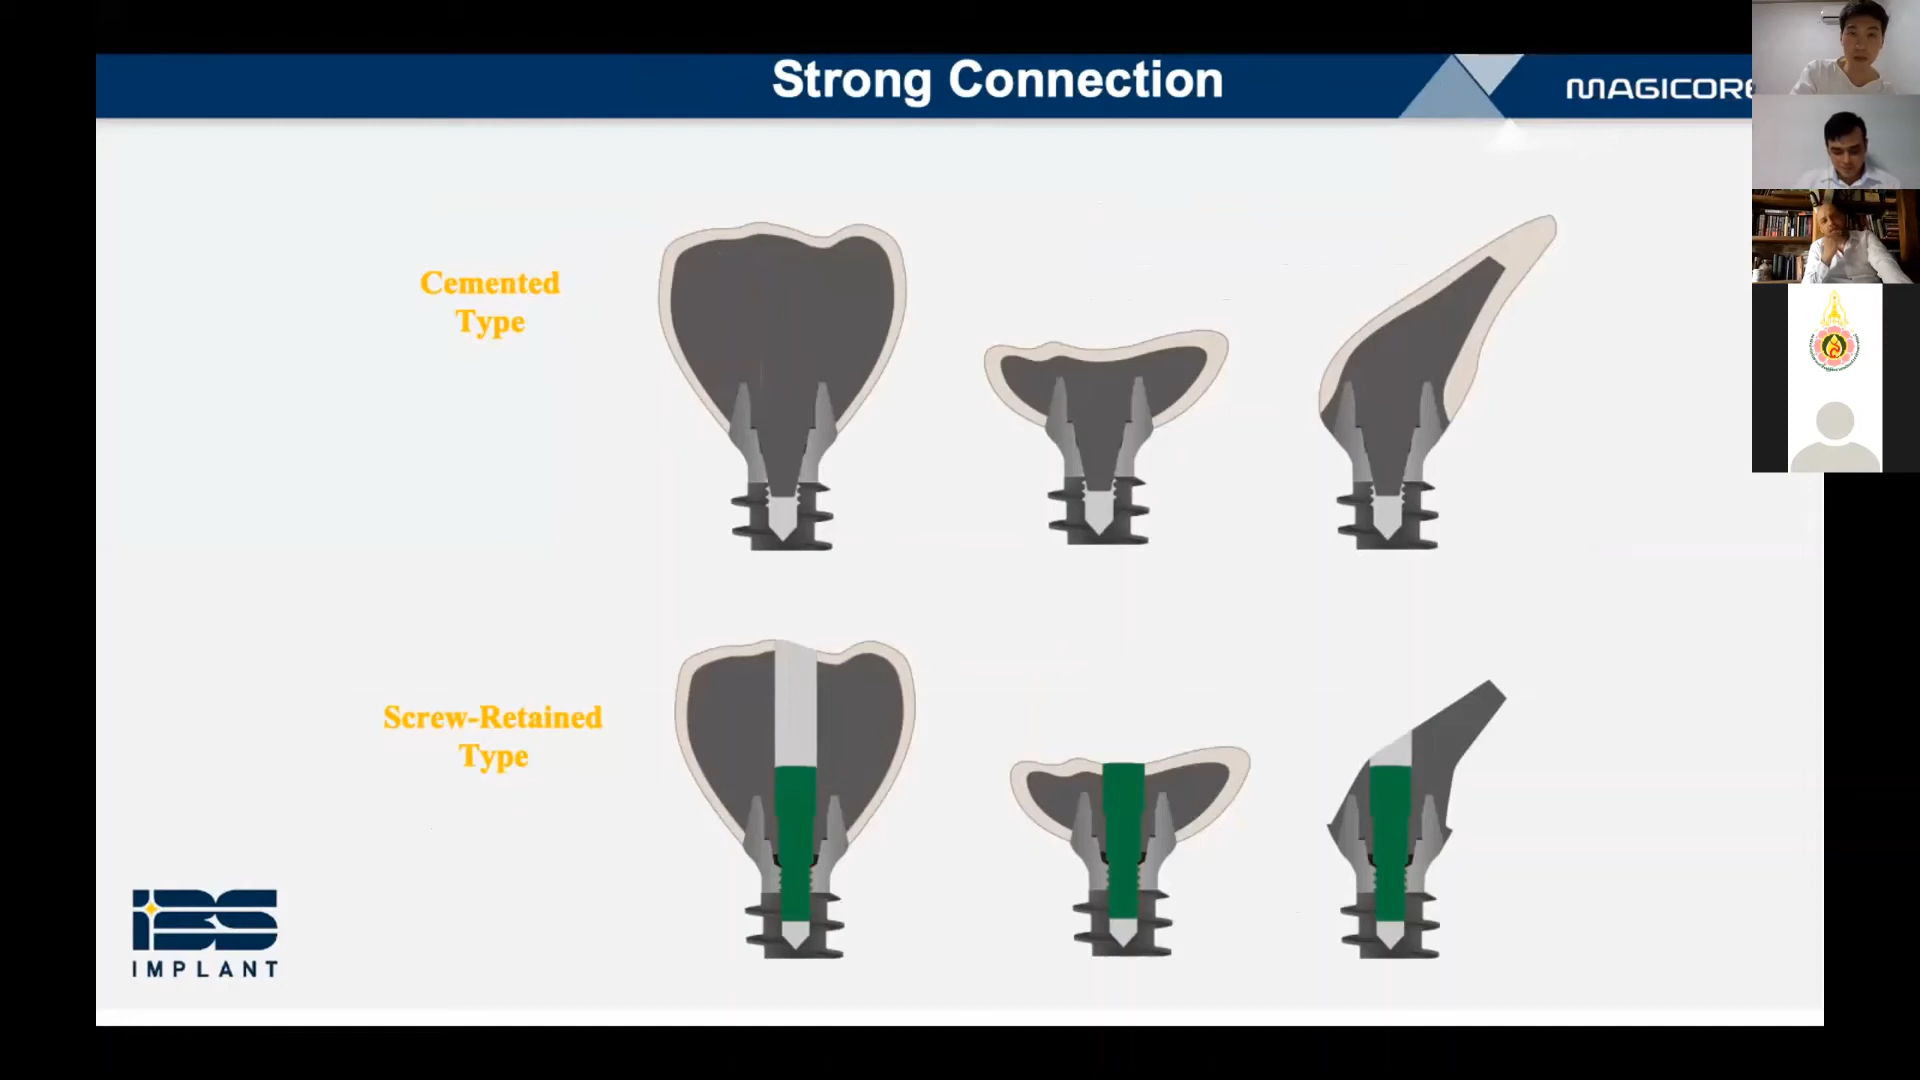 Strong Connection
MAGICORE
Cemented
Type
Screw-Retained
Type
IBS
IMPLANT